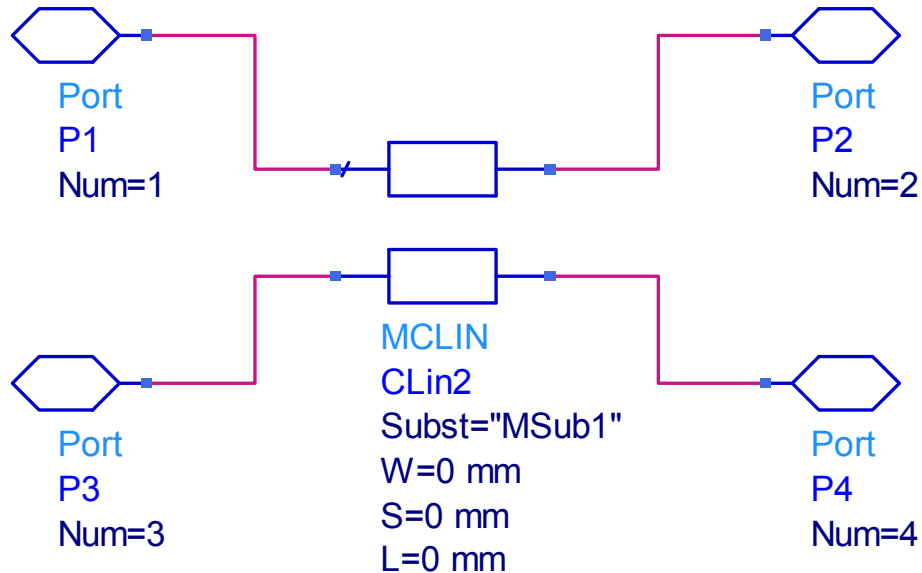 Port
P1
Num=1
Port
P2
Num=2
MCLIN
CLin2
Subst="MSub1"
W=0 mm
S=0 mm
L=0 mm
Port
P3
Num=3
Port
P4
Num=4